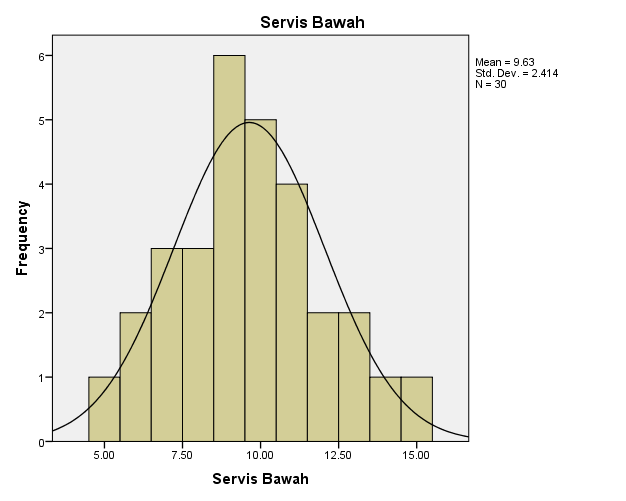 Servis Bawah
Mean = 9.63
Std. Dev. = 2.414
N = 30
6
5
4
3
2
1
0
Frequency
5.00 7.50 10.00 12.50 15.00
Servis Bawah